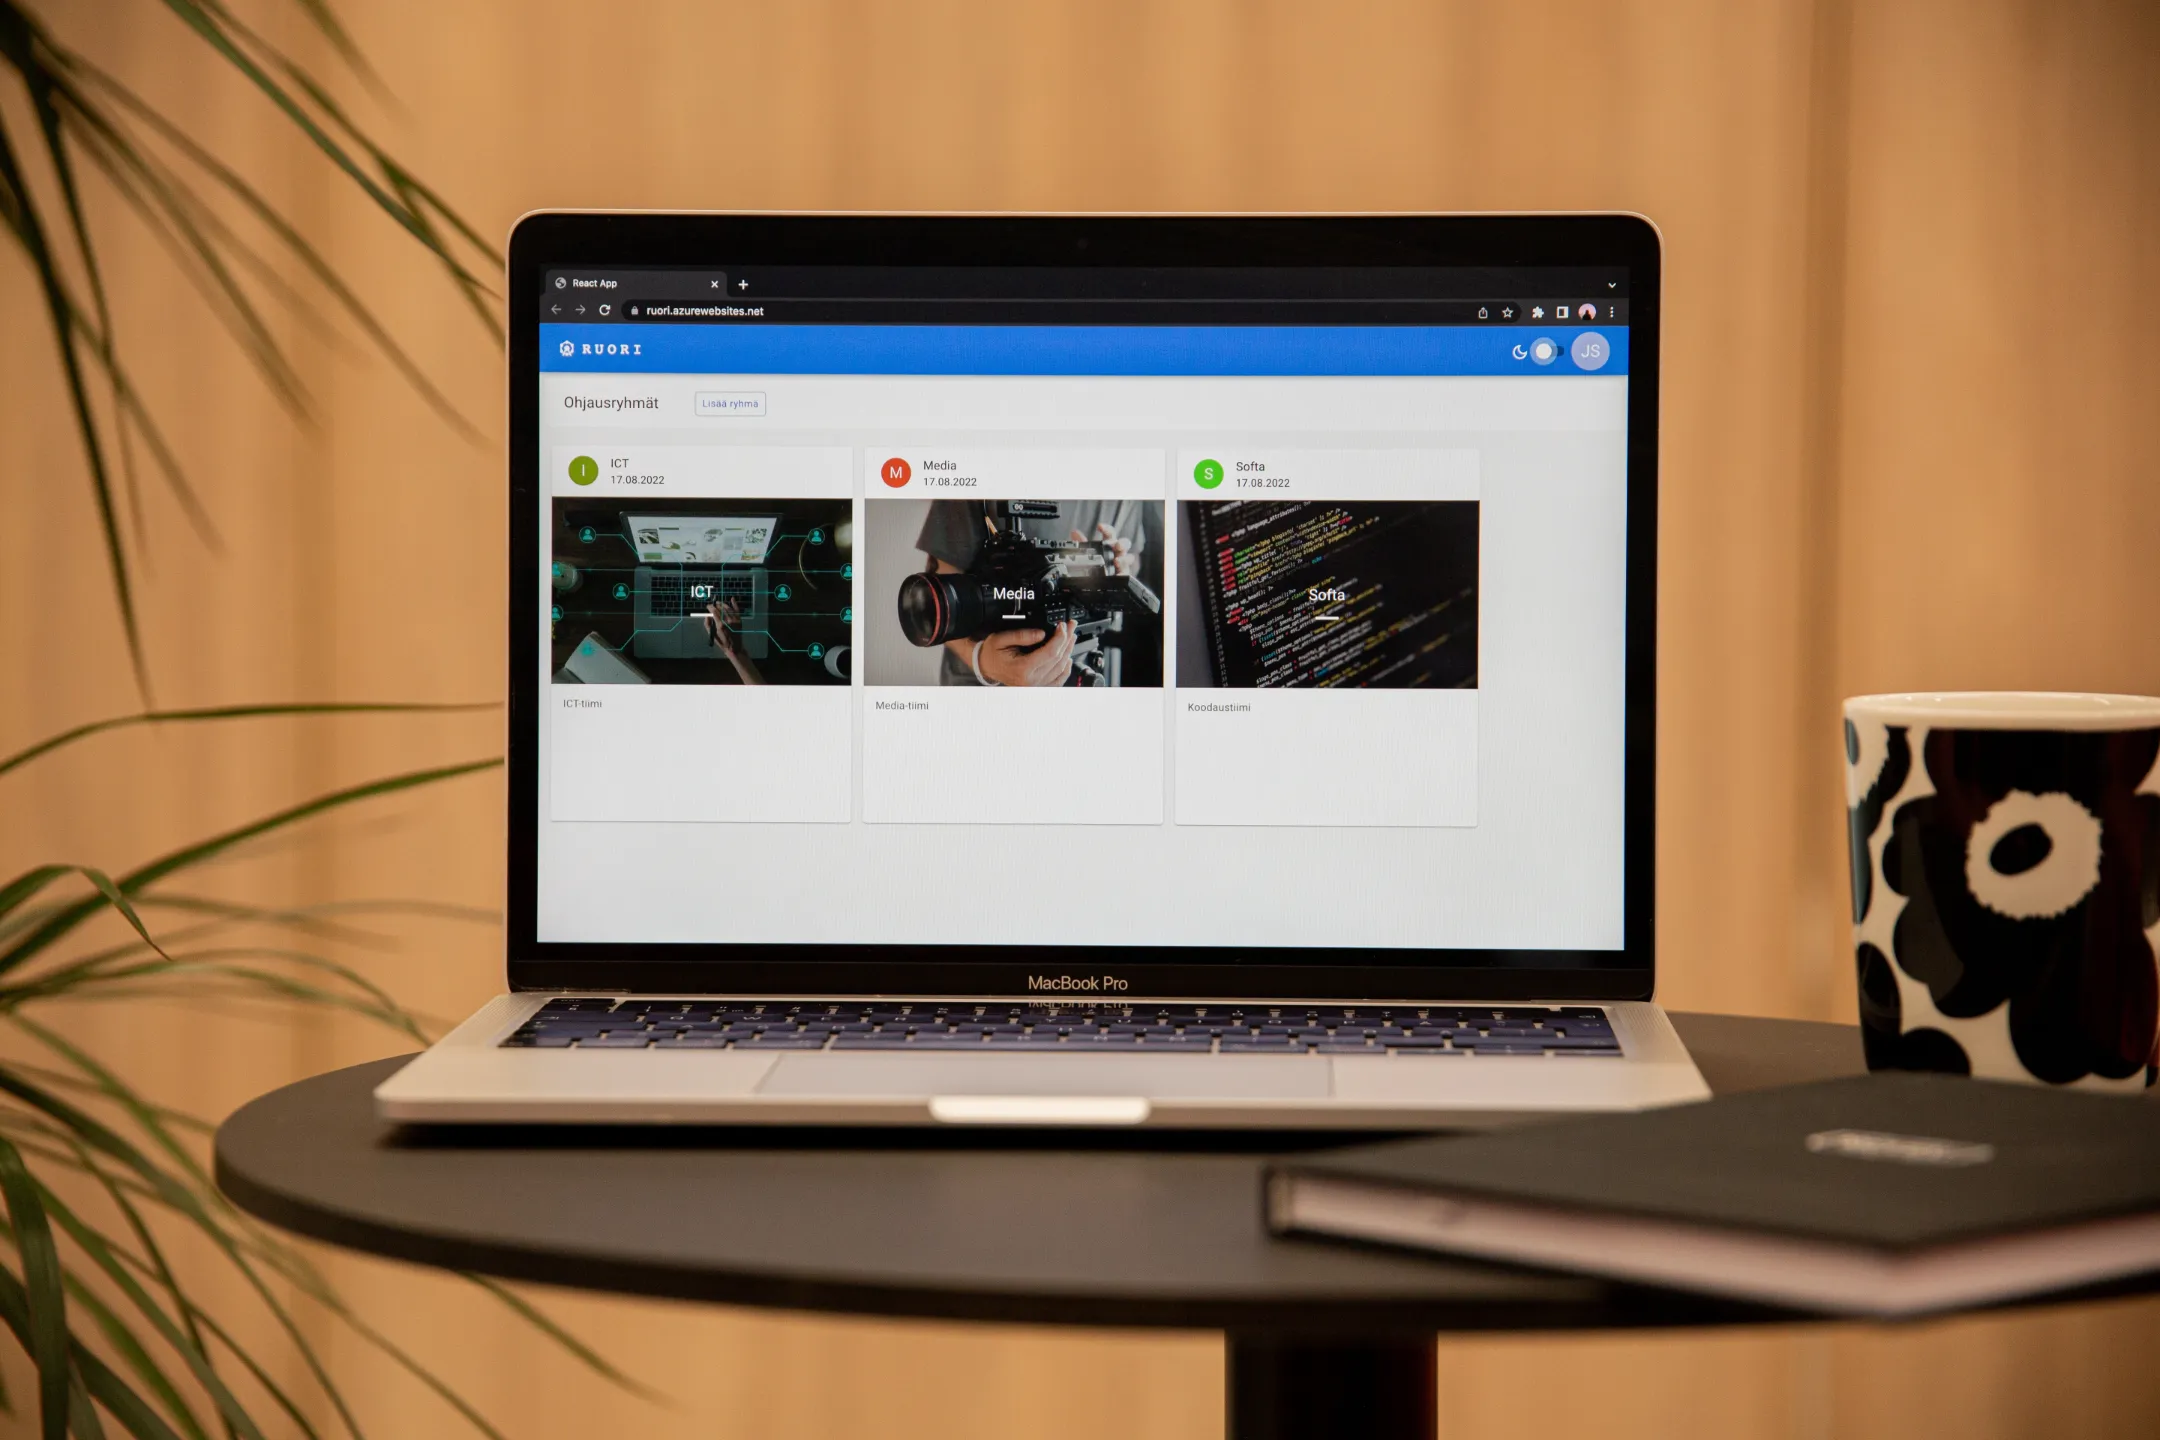 React App
ruori.azurewebsites.net
RUORI
JS
Ohjausryhmät
Lisää ryhmä
I
ICT
17.08.2022
ICT
ICT-tiimi
M
Media
17.08.2022
Media
Media-tiimi
S
Softa
17.08.2022
Softa
Koodaustiimi
MacBook Pro